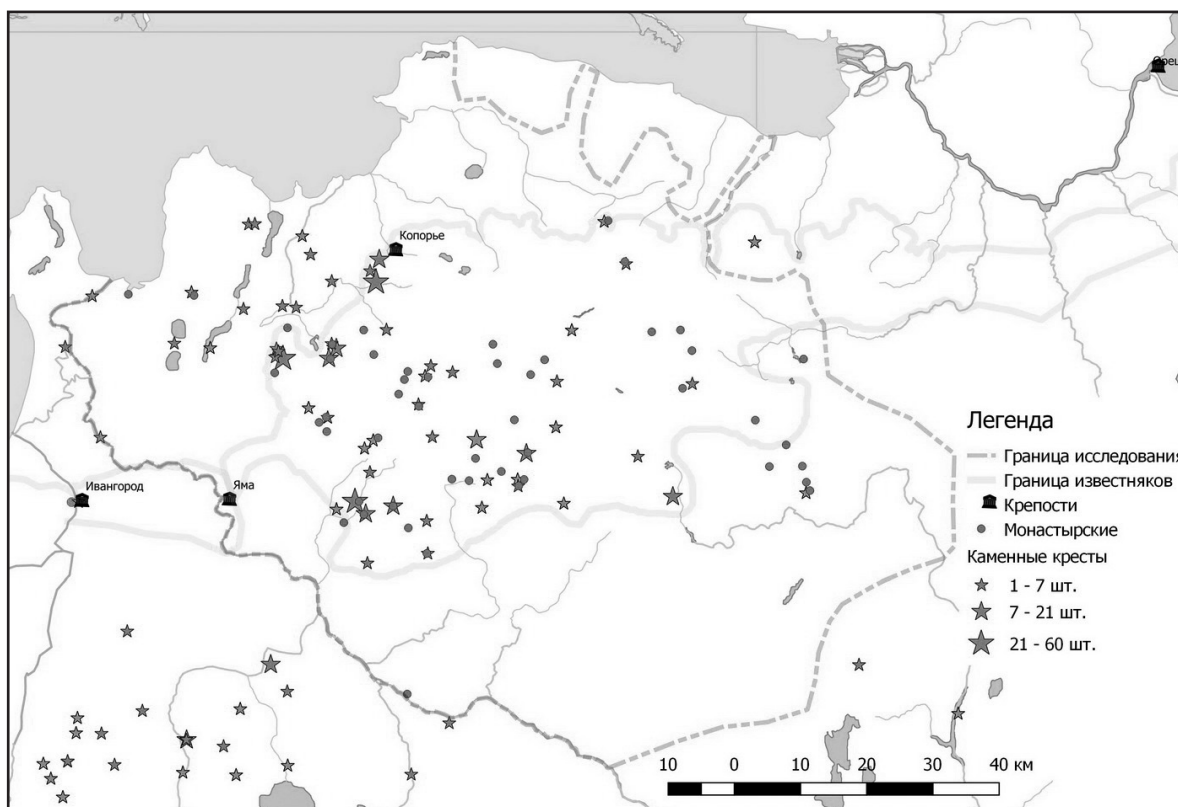 Орец
Копорье
Ивангород
Яма
Легенда
Граница исследования
Граница известняков
Крепости
Монастырские
Каменные кресты
1 - 7 шт.
7 - 21 шт.
21 - 60 шт.
10 0 10 20 30 40 км